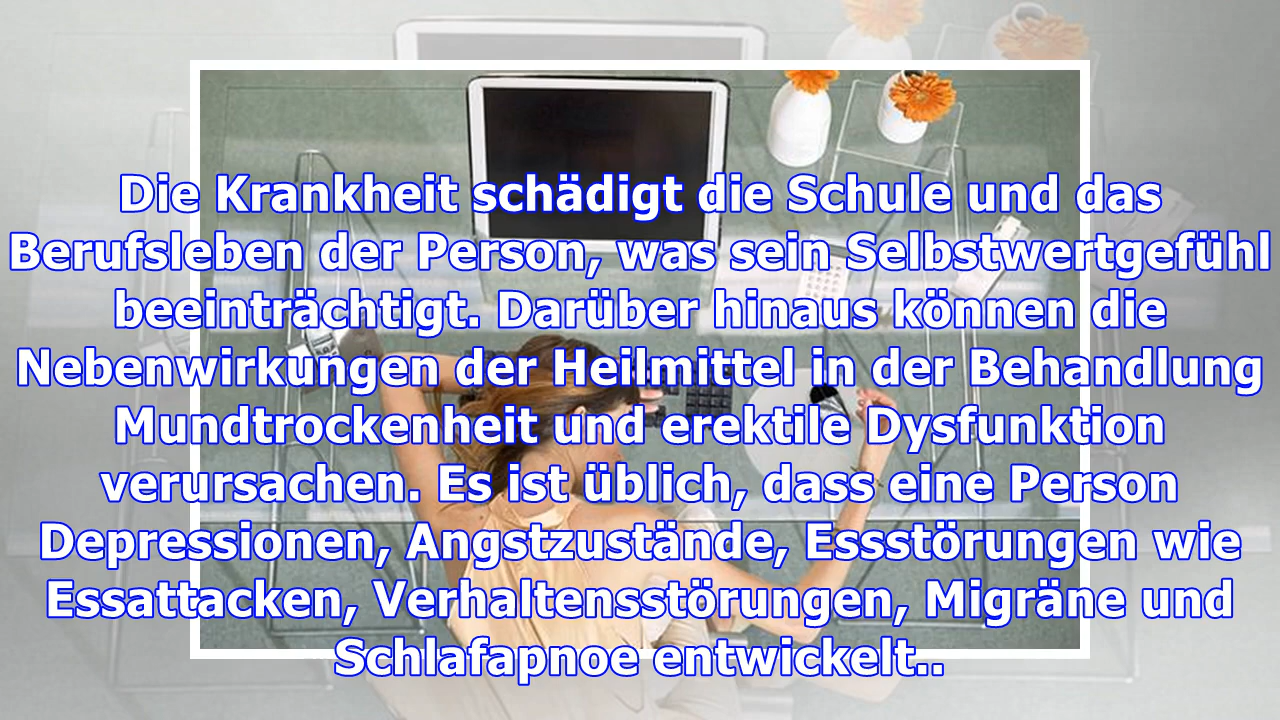 Die Krankheit schädigt die Schule und das
Berufsleben der Person, was sein Selbstwertgefühl
beeinträchtigt. Darüber hinaus können die
Nebenwirkungen der Heilmittel in der Behandlung
Mundtrockenheit und erektile Dysfunktion
verursachen. Es ist üblich, dass eine Person
Depressionen, Angstzustände, Essstörungen wie
Essattacken, Verhaltensstörungen, Migräne und
Schlafapnoe entwickelt..